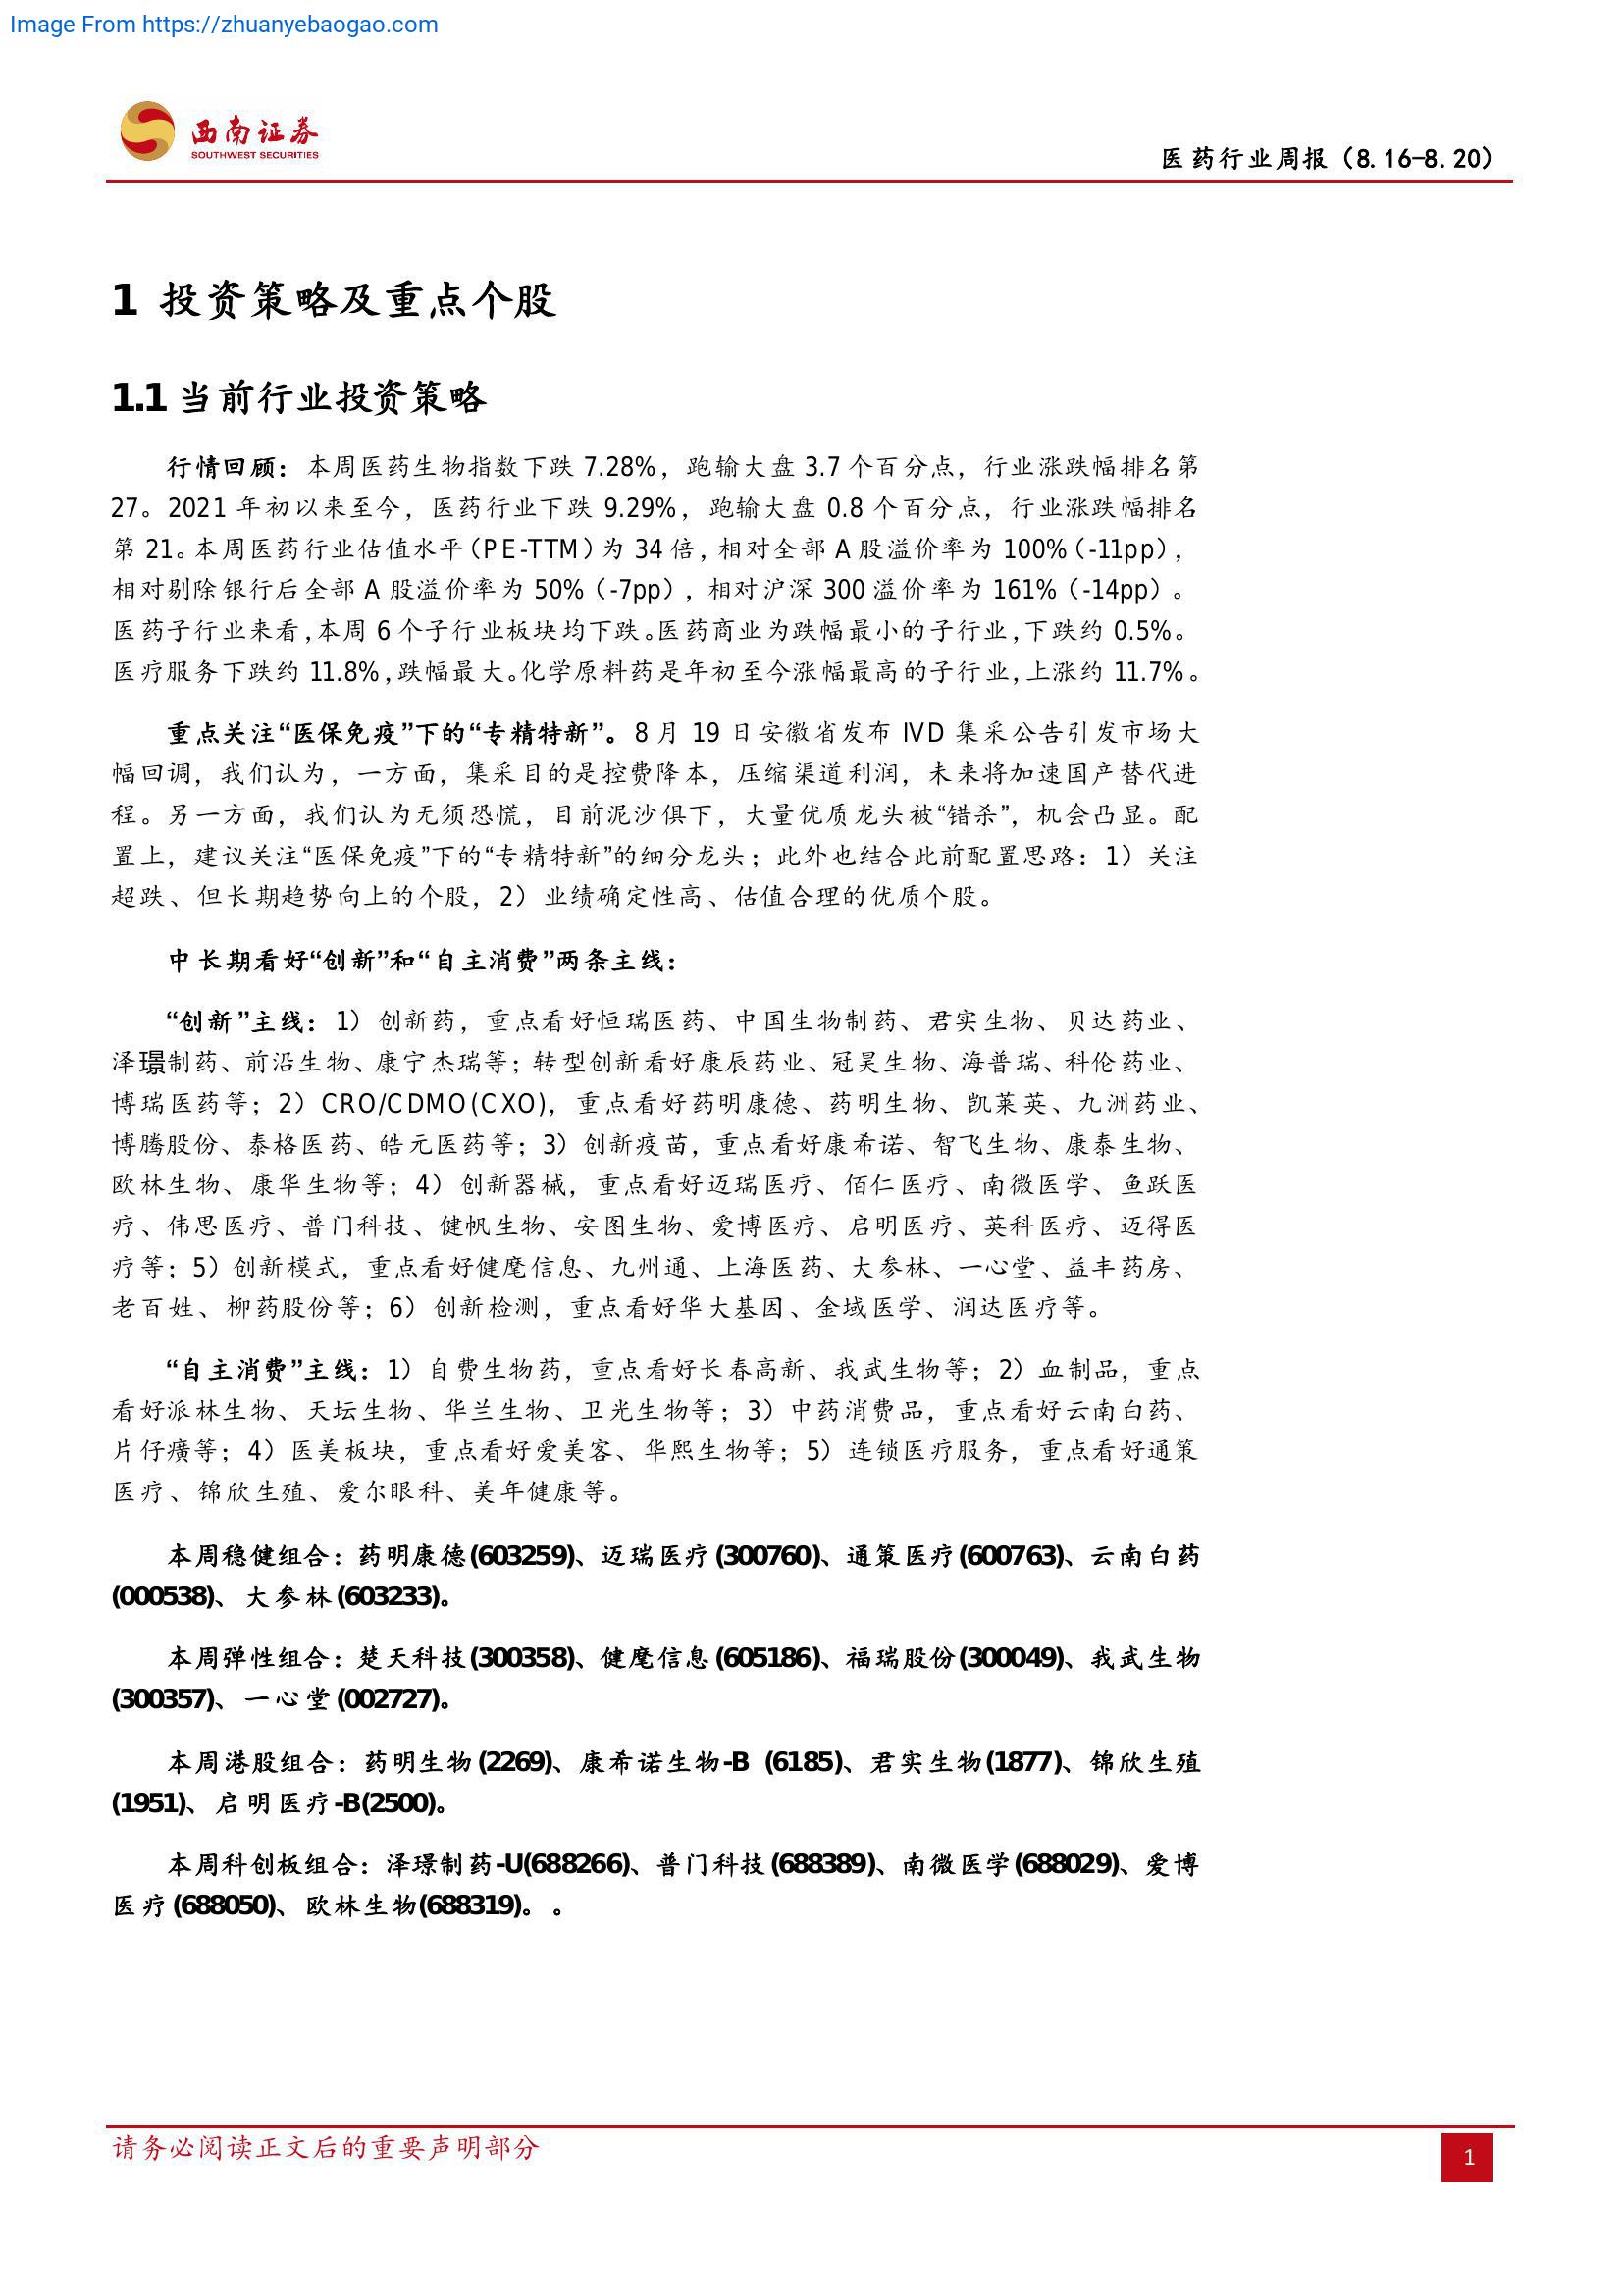 Image From https://zhuanyebaogao.com
西南证券
SOUTHWEST SECURITIES
医药行业周报（8.16-8.20）
1 投资策略及重点个股
1.1 当前行业投资策略
行情回顾：本周医药生物指数下跌 7.28%，跑输大盘 3.7 个百分点，行业涨跌幅排名第
27。2021 年初以来至今，医药行业下跌 9.29%，跑输大盘 0.8 个百分点，行业涨跌幅排名
第 21。本周医药行业估值水平（PE-TTM）为 34 倍，相对全部 A 股溢价率为 100%（-11pp），
相对剔除银行后全部 A 股溢价率为 50%（-7pp），相对沪深 300 溢价率为 161%（-14pp）。
医药子行业来看，本周 6 个子行业板块均下跌。医药商业为跌幅最小的子行业，下跌约 0.5%。
医疗服务下跌约 11.8%，跌幅最大。化学原料药是年初至今涨幅最高的子行业，上涨约 11.7%。
重点关注“医保免疫”下的“专精特新”。8 月 19 日安徽省发布 IVD 集采公告引发市场大
幅回调，我们认为，一方面，集采目的是控费降本，压缩渠道利润，未来将加速国产替代进
程。另一方面，我们认为无须恐慌，目前泥沙俱下，大量优质龙头被“错杀”，机会凸显。配
置上，建议关注“医保免疫”下的“专精特新”的细分龙头；此外也结合此前配置思路：1）关注
超跌、但长期趋势向上的个股，2）业绩确定性高、估值合理的优质个股。
中长期看好“创新”和“自主消费”两条主线：
“创新”主线：1）创新药，重点看好恒瑞医药、中国生物制药、君实生物、贝达药业、
泽璟制药、前沿生物、康宁杰瑞等；转型创新看好康辰药业、冠昊生物、海普瑞、科伦药业、
博瑞医药等；2）CRO/CDMO(CXO)，重点看好药明康德、药明生物、凯莱英、九洲药业、
博腾股份、泰格医药、皓元医药等；3）创新疫苗，重点看好康希诺、智飞生物、康泰生物、
欧林生物、康华生物等；4）创新器械，重点看好迈瑞医疗、佰仁医疗、南微医学、鱼跃医
疗、伟思医疗、普门科技、健帆生物、安图生物、爱博医疗、启明医疗、英科医疗、迈得医
疗等；5）创新模式，重点看好健麾信息、九州通、上海医药、大参林、一心堂、益丰药房、
老百姓、柳药股份等；6）创新检测，重点看好华大基因、金域医学、润达医疗等。
“自主消费”主线：1）自费生物药，重点看好长春高新、我武生物等；2）血制品，重点
看好派林生物、天坛生物、华兰生物、卫光生物等；3）中药消费品，重点看好云南白药、
片仔癀等；4）医美板块，重点看好爱美客、华熙生物等；5）连锁医疗服务，重点看好通策
医疗、锦欣生殖、爱尔眼科、美年健康等。
本周稳健组合：药明康德(603259)、迈瑞医疗(300760)、通策医疗(600763)、云南白药
(000538)、大参林(603233)。
本周弹性组合：楚天科技(300358)、健麾信息(605186)、福瑞股份(300049)、我武生物
(300357)、一心堂(002727)。
本周港股组合：药明生物(2269)、康希诺生物-B (6185)、君实生物(1877)、锦欣生殖
(1951)、启明医疗-B(2500)。
本周科创板组合：泽璟制药-U(688266)、普门科技(688389)、南微医学(688029)、爱博
医疗(688050)、欧林生物(688319)。。
请务必阅读正文后的重要声明部分
1